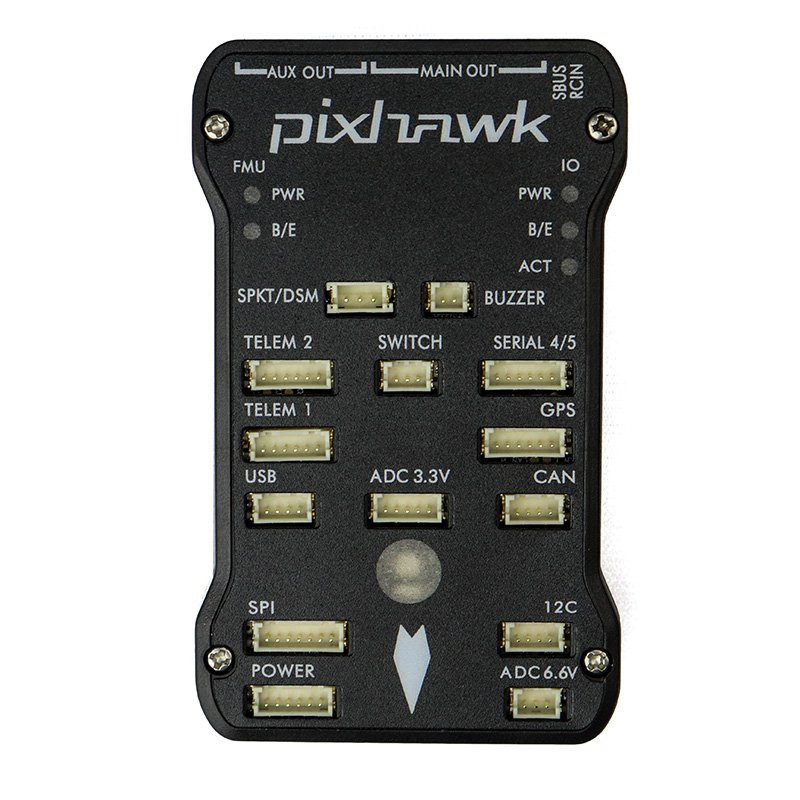 AUX OUT MAIN OUT SBUS RCIN
pixhawk
FMU IO
PWR PWR
B/E B/E
ACT
SPKT/DSM BUZZER
TELEM 2 SWITCH SERIAL 4/5
TELEM 1 GPS
USB ADC 3.3V CAN
SPI 12C
POWER ADC 6.6V